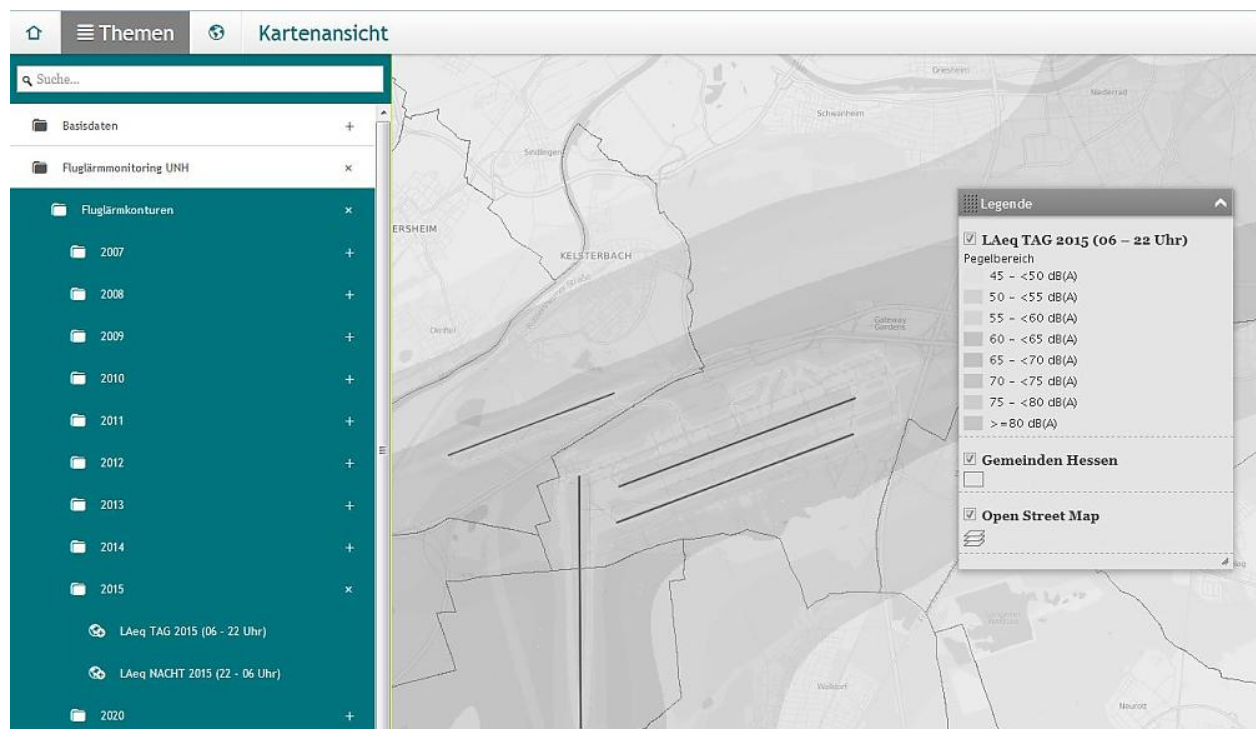 Themen
Kartenansicht
Suche...
Basisdaten
Fluglärmmonitoring UNH
Fluglärmkonturen
2007
2008
2009
2010
2011
2012
2013
2014
2015
LAeq TAG 2015 (06 - 22 Uhr)
LAeq NACHT 2015 (22 - 06 Uhr)
2020
Griesheim
Niederrad
Schwanheim
Sindlingen
ERSHEIM
KELSTERBACH
Gateway
Gardens
Walldorf
Neurott
Legende
LAeq TAG 2015 (06 – 22 Uhr)
Pegelbereich
45 - <50 dB(A)
50 - <55 dB(A)
55 - <60 dB(A)
60 - <65 dB(A)
65 - <70 dB(A)
70 - <75 dB(A)
75 - <80 dB(A)
>=80 dB(A)
Gemeinden Hessen
Open Street Map